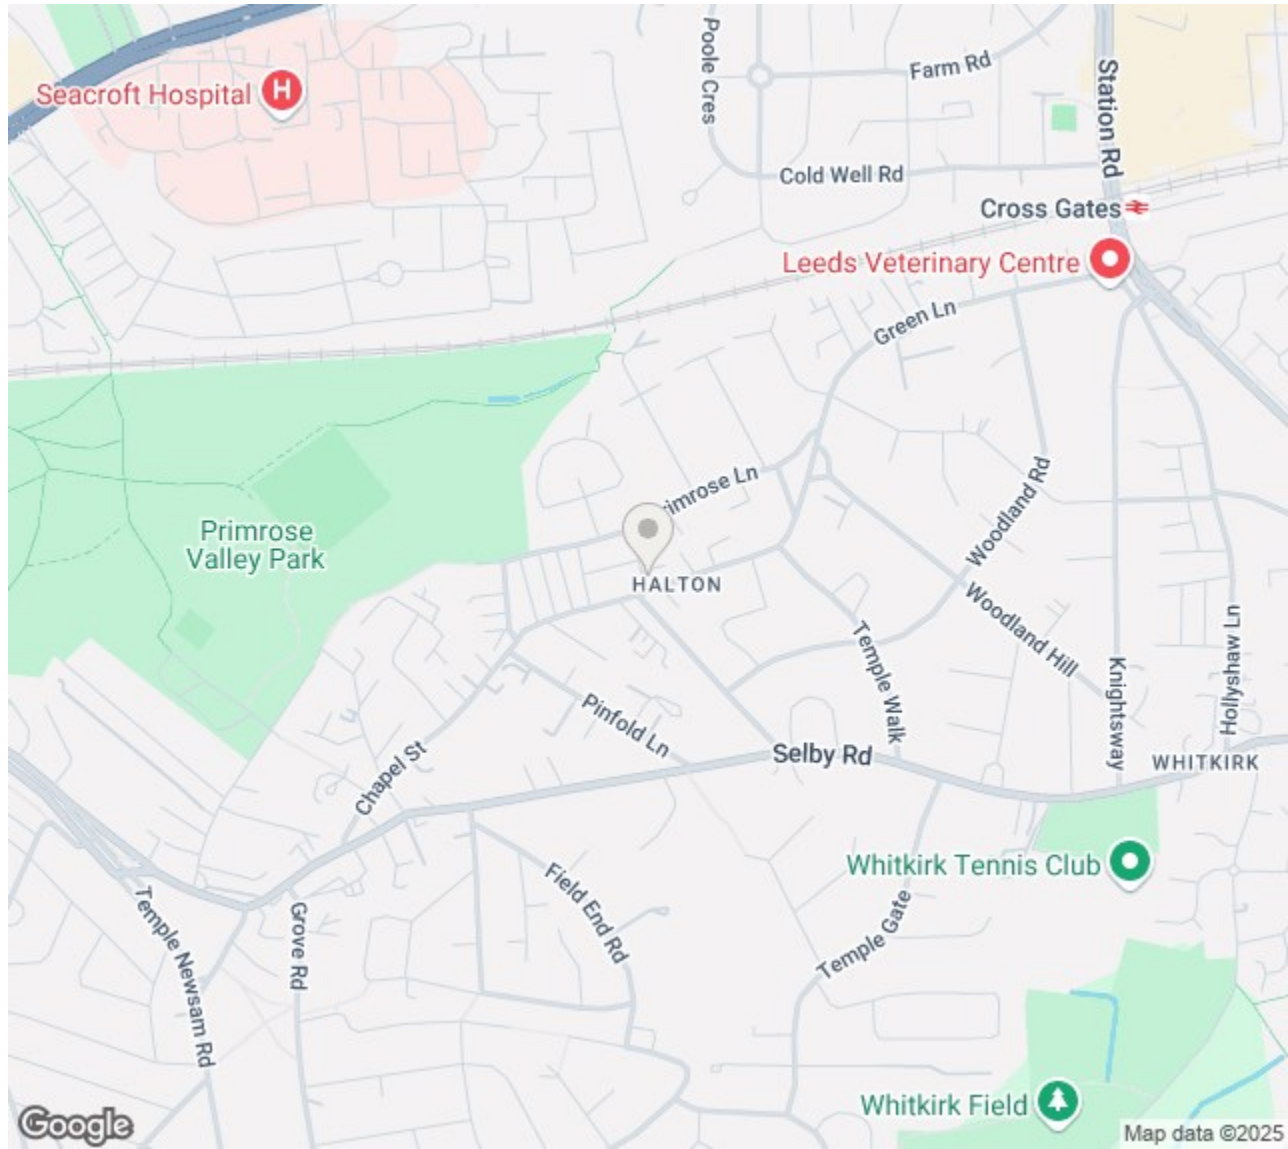 Poole Cres
Farm Rd
Station Rd
Seacroft Hospital
H
Cold Well Rd
Cross Gates
Leeds Veterinary Centre
Green Ln
Primrose
Valley Park
rimrose Ln
HALTON
Woodland Rd
Woodland Hill
Temple Walk
Knightsway
Hollyshaw Ln
Pinfold Ln
Selby Rd
WHITKIRK
Chapel St
Whitkirk Tennis Club
Field End Rd
Temple Gate
Temple Newsam Rd
Grove Rd
Whitkirk Field
Google
Map data ©2025